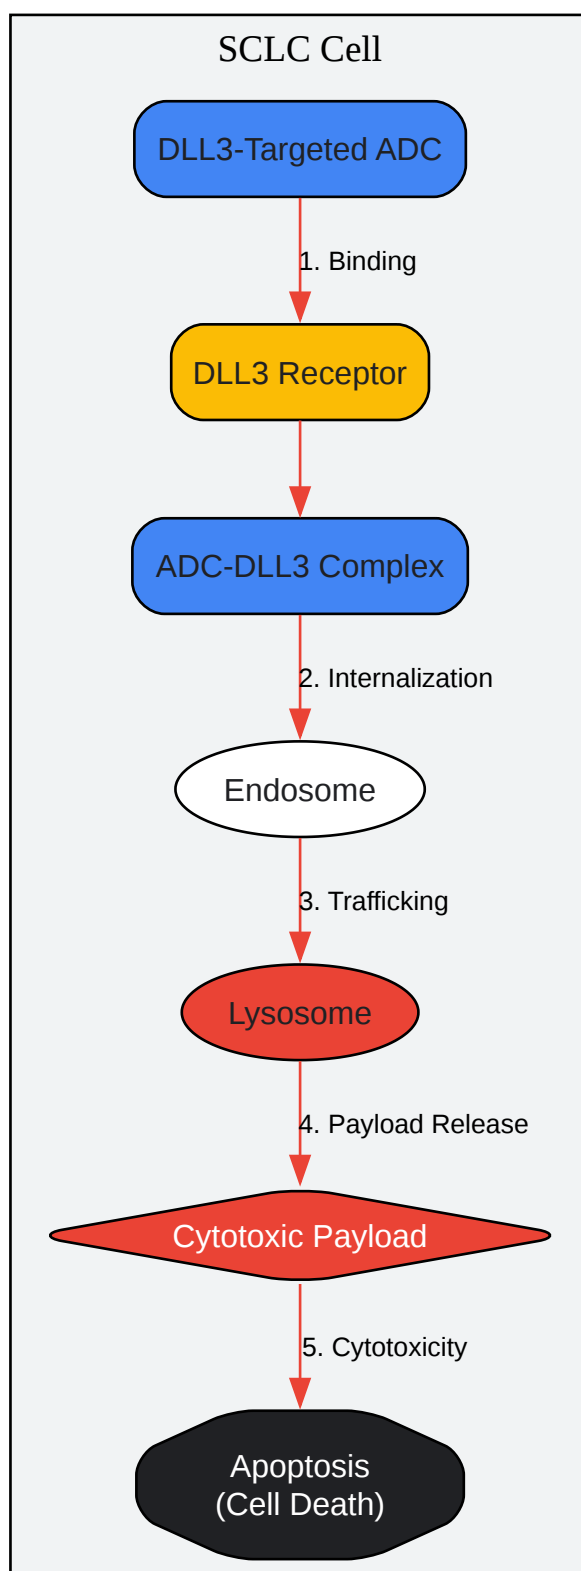 SCLC Cell
DLL3-Targeted ADC
1. Binding
DLL3 Receptor
ADC-DLL3 Complex
2. Internalization
Endosome
3. Trafficking
Lysosome
4. Payload Release
Cytotoxic Payload
5. Cytotoxicity
Apoptosis
(Cell Death)